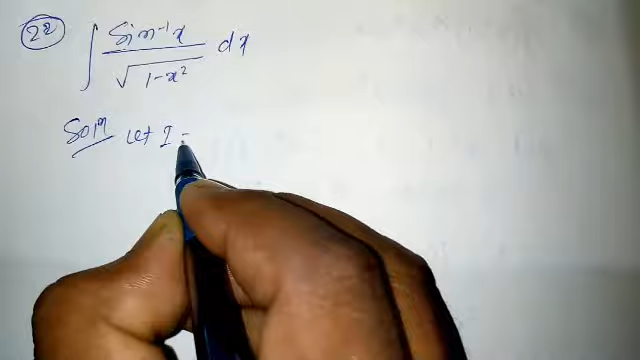 22 ∫ Sin⁻¹x / √(1-x²) dx
Soln Let I =